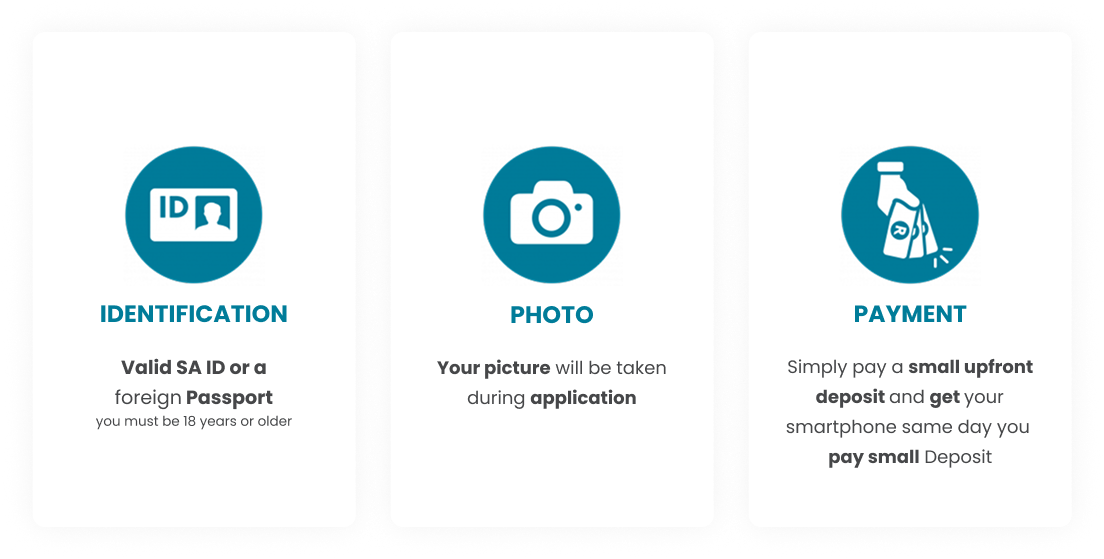 ID
IDENTIFICATION
Valid SA ID or a
foreign Passport
you must be 18 years or older
PHOTO
Your picture will be taken
during application
R
PAYMENT
Simply pay a small upfront
deposit and get your
smartphone same day you
pay small Deposit